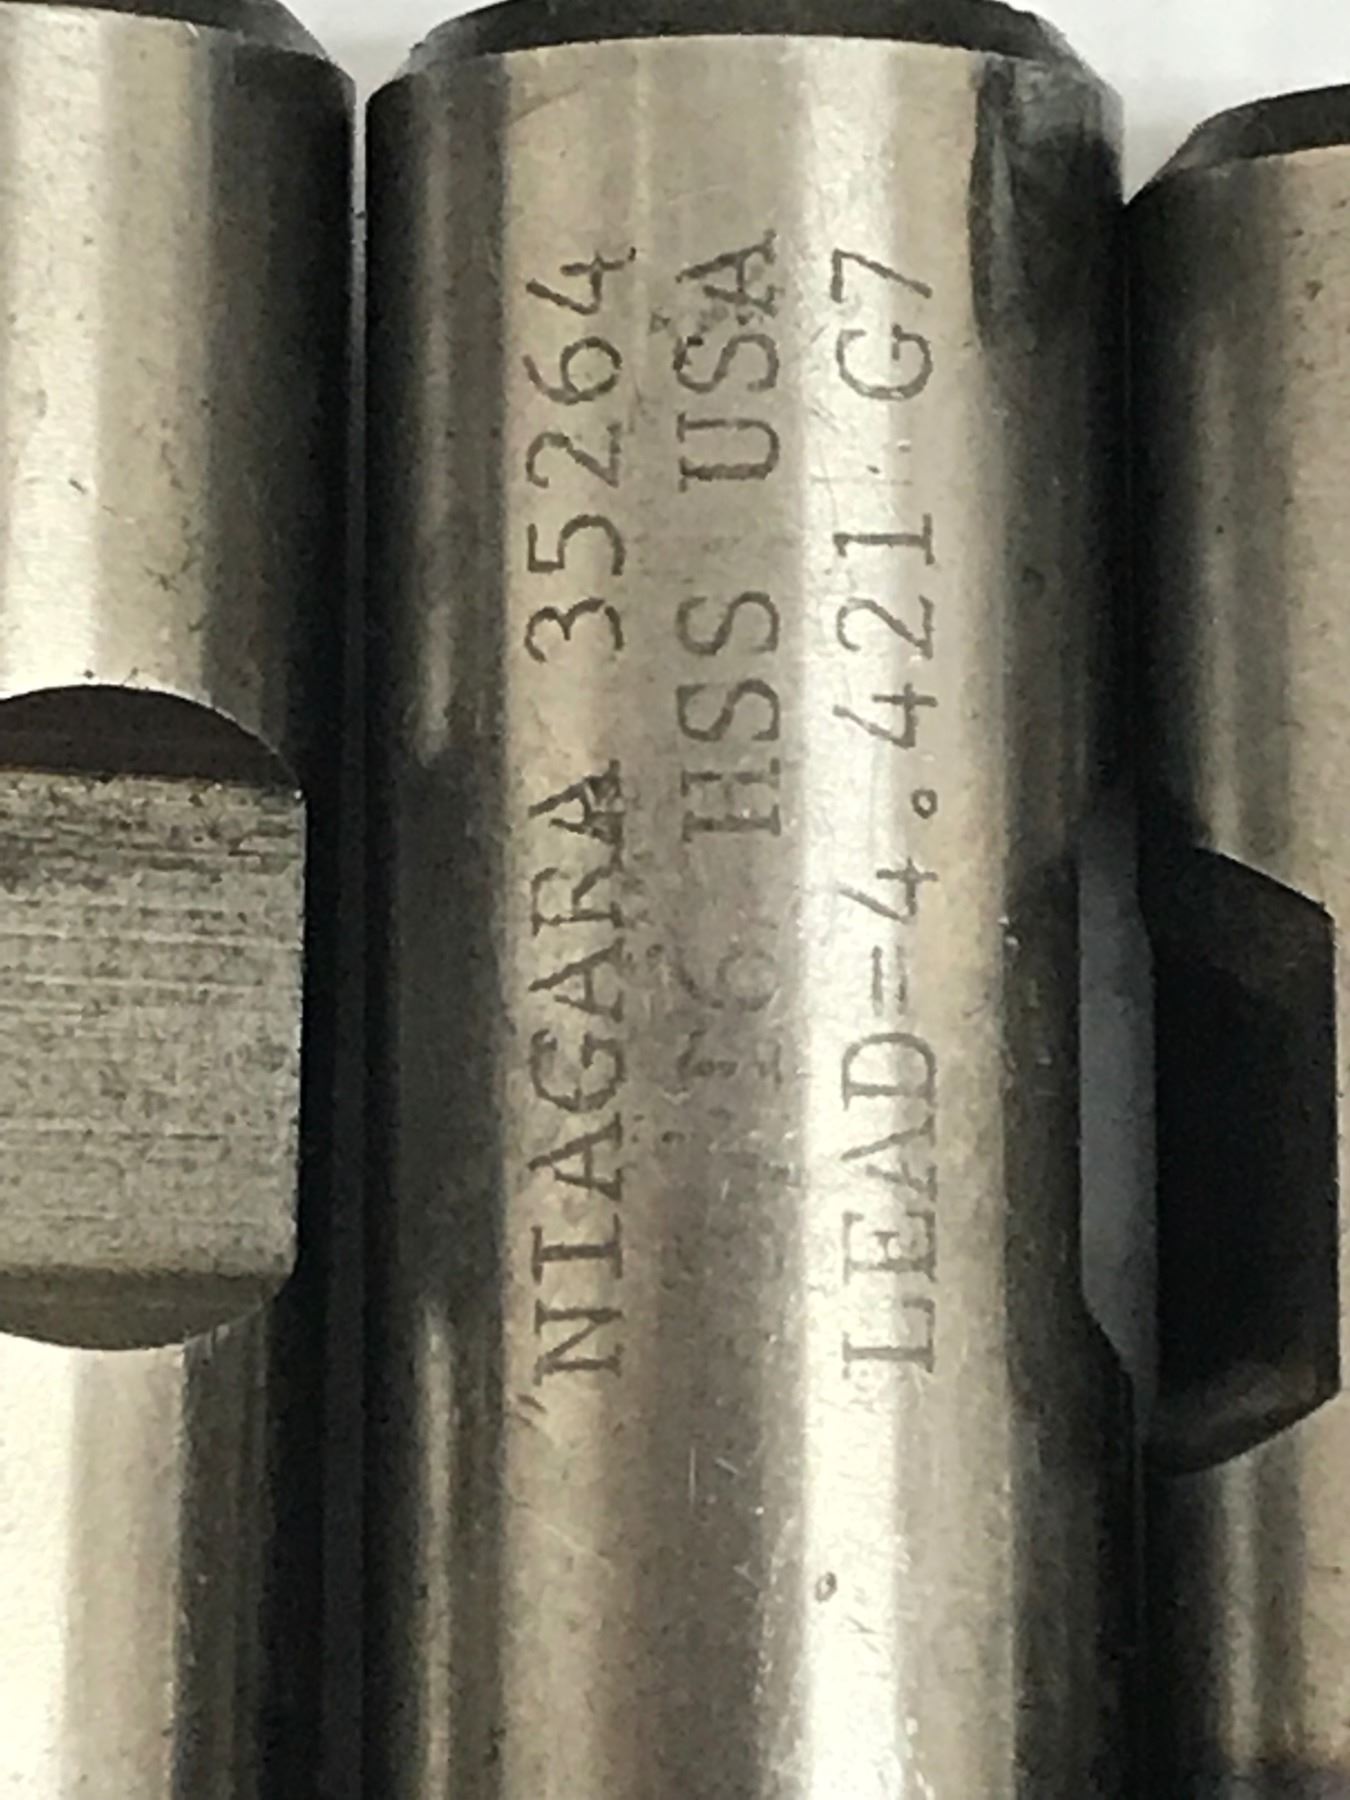 "NIAGARA 35264
HSS USA
LEAD=4.421 G7